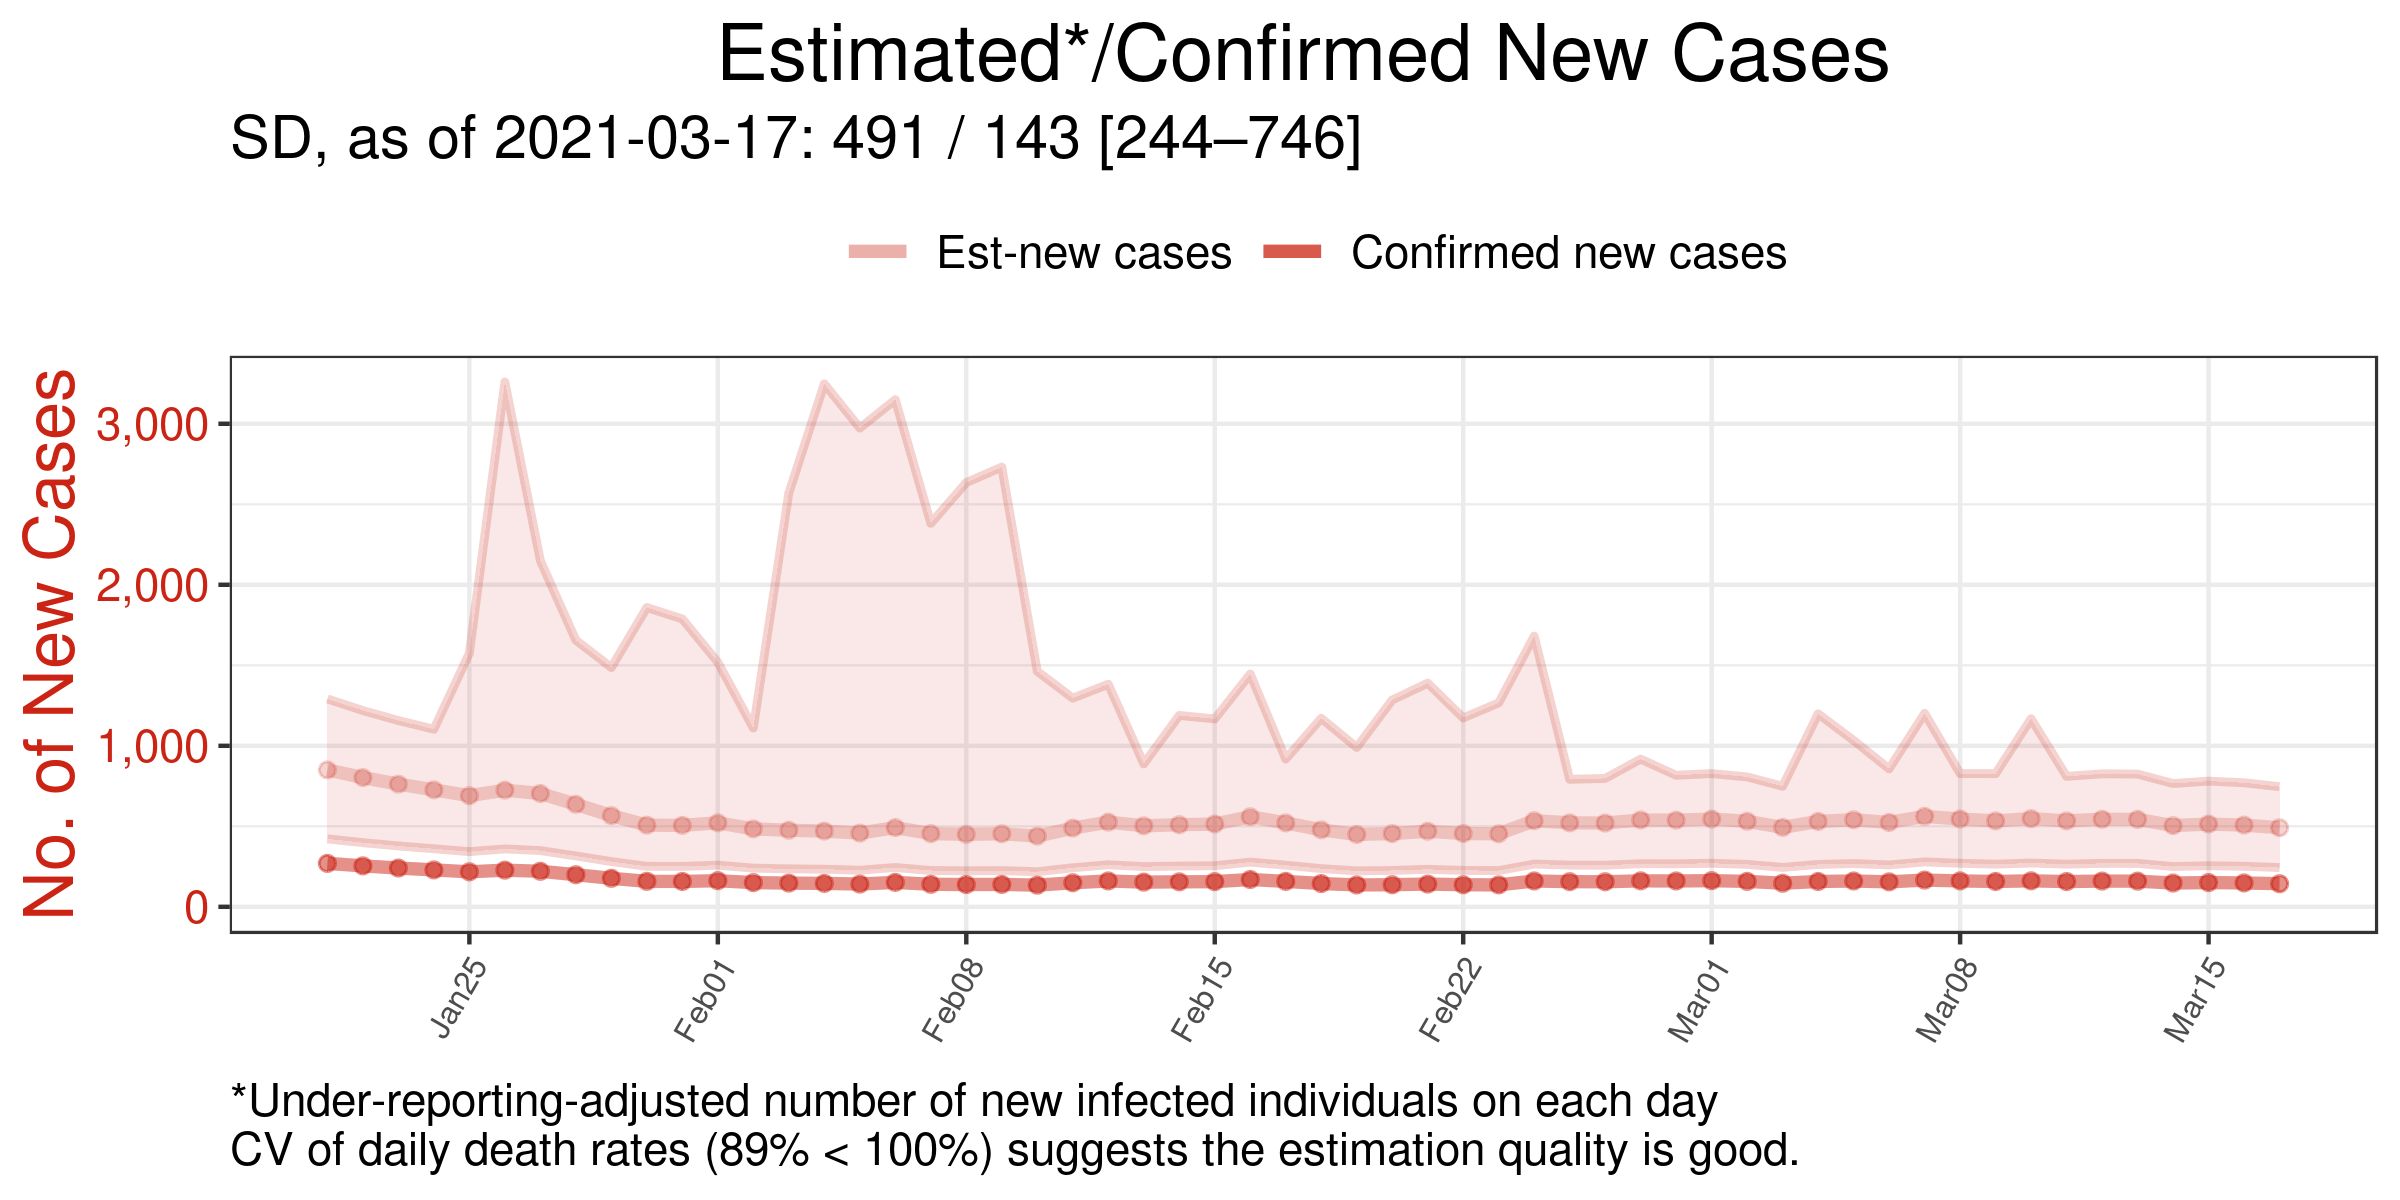 Estimated*/Confirmed New Cases
SD, as of 2021-03-17: 491 / 143 [244–746]
Est-new cases
Confirmed new cases
No. of New Cases
3,000
2,000
1,000
0
Jan25
Feb01
Feb08
Feb15
Feb22
Mar01
Mar08
Mar15
*Under-reporting-adjusted number of new infected individuals on each day
CV of daily death rates (89% < 100%) suggests the estimation quality is good.